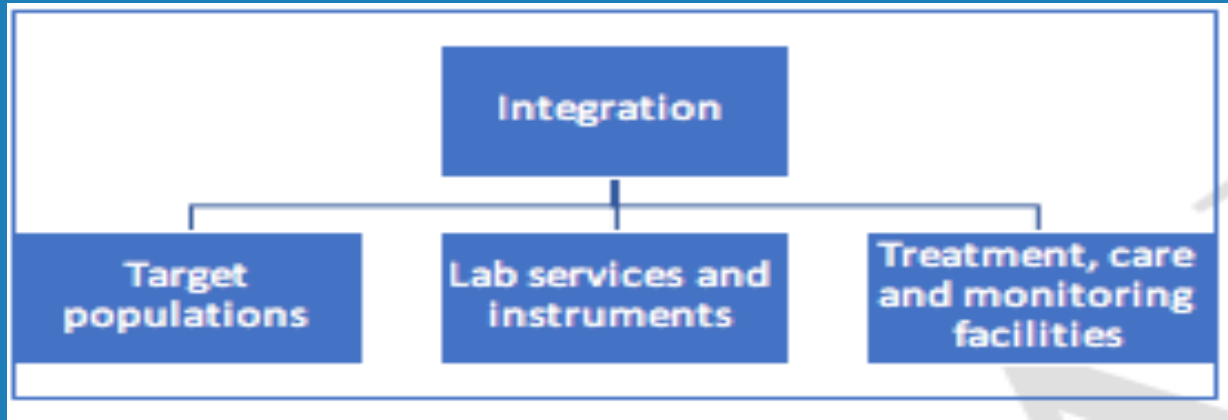 Integration
Target
populations
Lab services and
instruments
Treatment, care
and monitoring
facilities